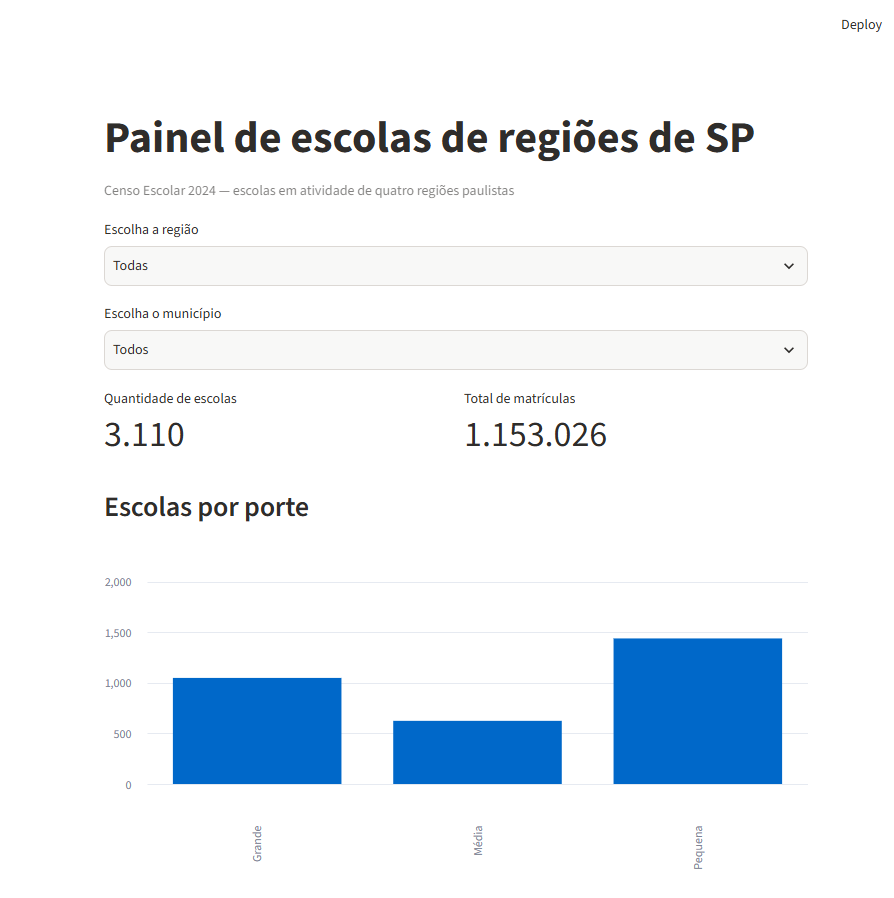 Deploy
Painel de escolas de regiões de SP
Censo Escolar 2024 — escolas em atividade de quatro regiões paulistas
Escolha a região
Todas
Escolha o município
Todos
Quantidade de escolas
3.110
Total de matrículas
1.153.026
Escolas por porte
2,000
1,500
1,000
500
0
Grande
Média
Pequena